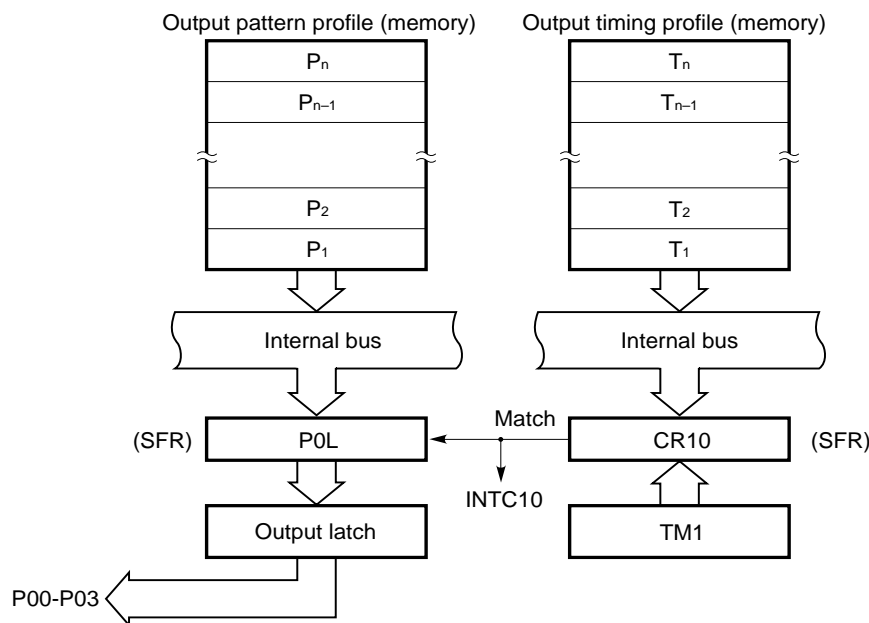 Output pattern profile (memory)
Output timing profile (memory)
Pn
Tn
Pn–1
Tn–1
P2
T2
P1
T1
Internal bus
Internal bus
Match
(SFR)
P0L
CR10
(SFR)
INTC10
Output latch
TM1
P00-P03